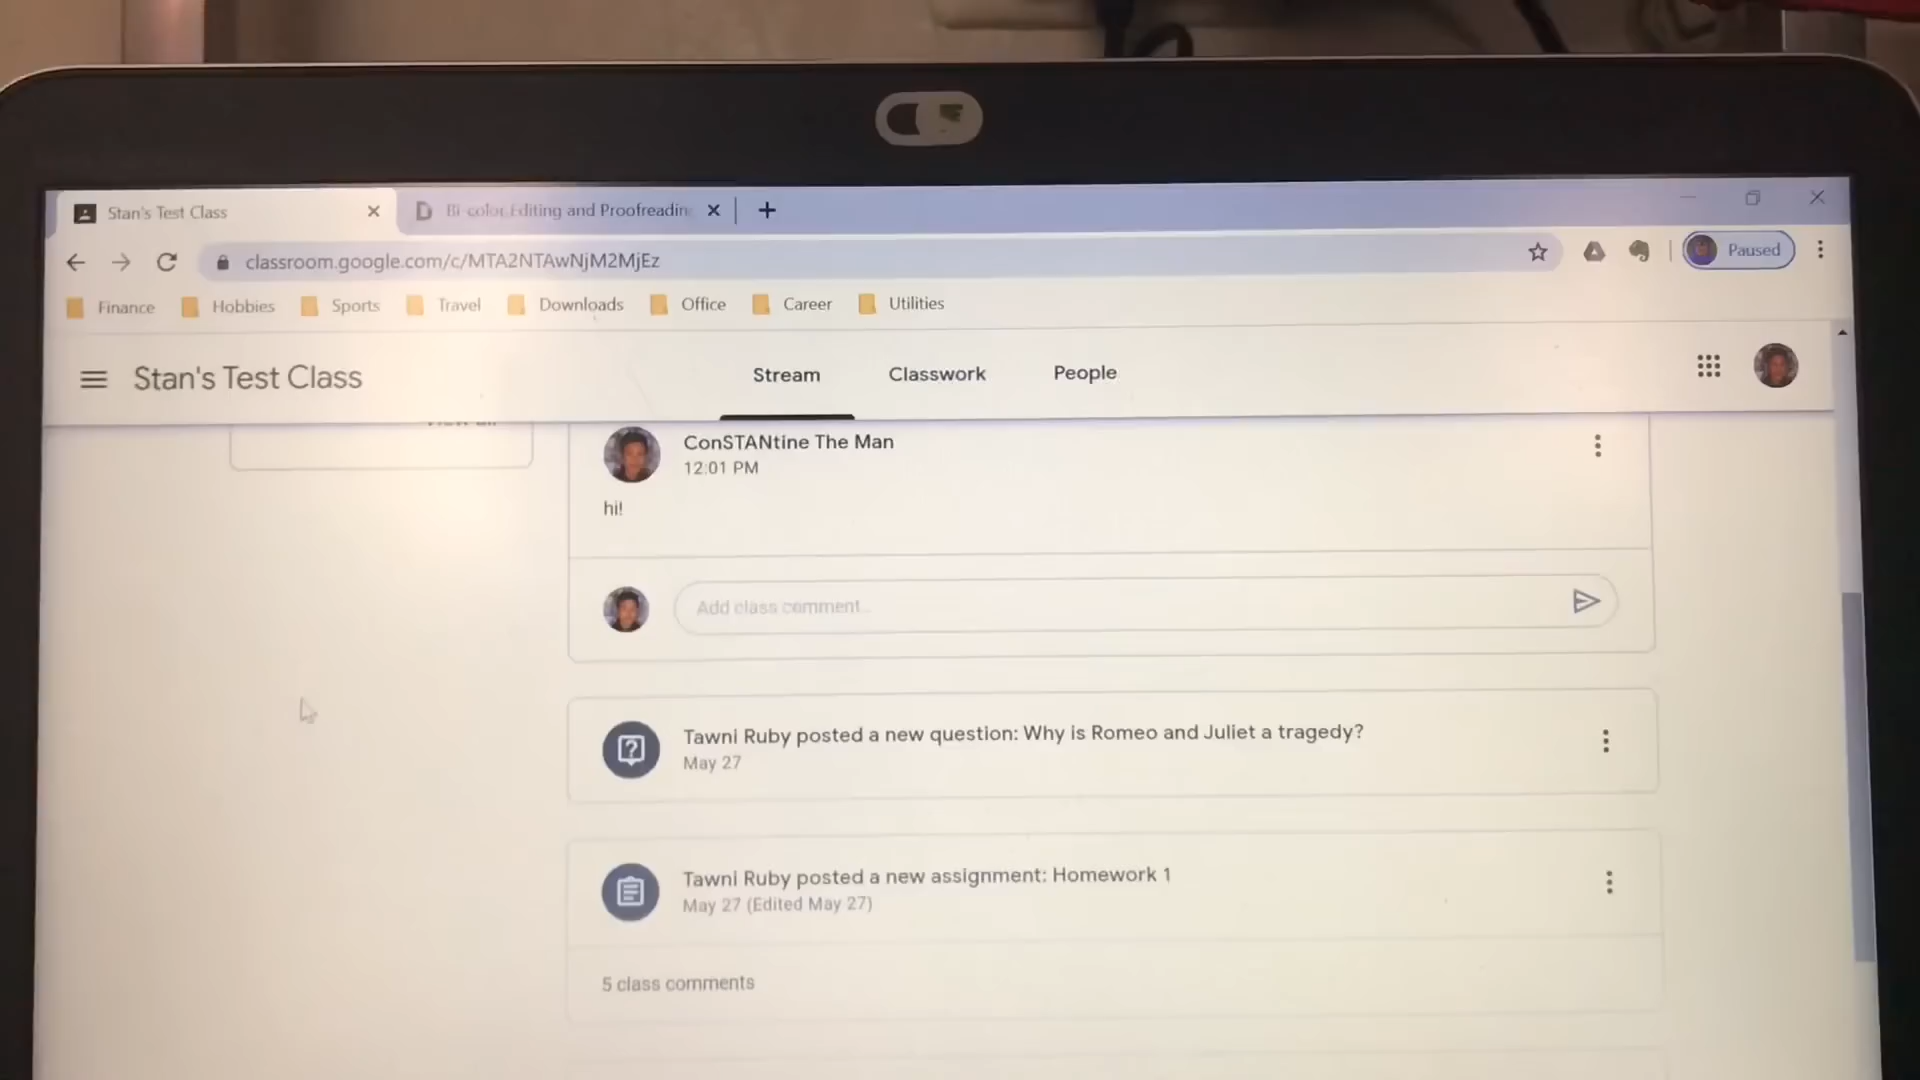 Stan's Test Class
Bi-color Editing and Proofreadin
classroom.google.com/c/MTA2NTAwNjM2MjEz
Paused
Finance Hobbies Sports Travel Downloads Office Career Utilities
Stan's Test Class
Stream Classwork People
ConSTANtine The Man
12:01 PM
hi!
Add class comment...
Tawni Ruby posted a new question: Why is Romeo and Juliet a tragedy?
May 27
Tawni Ruby posted a new assignment: Homework 1
May 27 (Edited May 27)
5 class comments